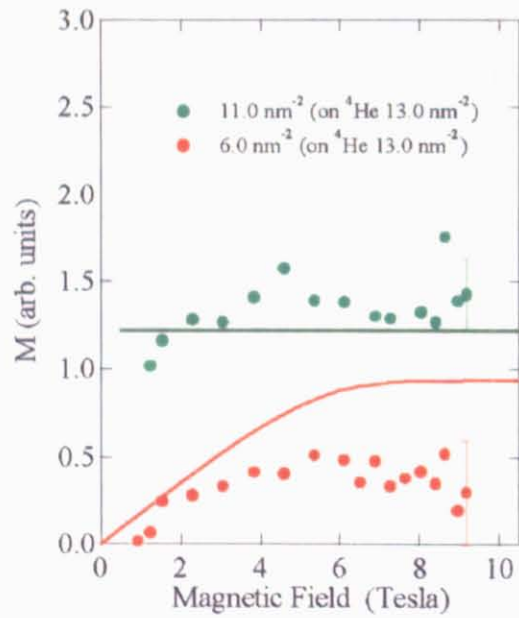 3.0
2.5
11.0 nm⁻² (on ⁴He 13.0 nm⁻²)
6.0 nm⁻² (on ⁴He 13.0 nm⁻²)
2.0
1.5
M (arb. units)
1.0
0.5
0.0
0 2 4 6 8 10
Magnetic Field (Tesla)